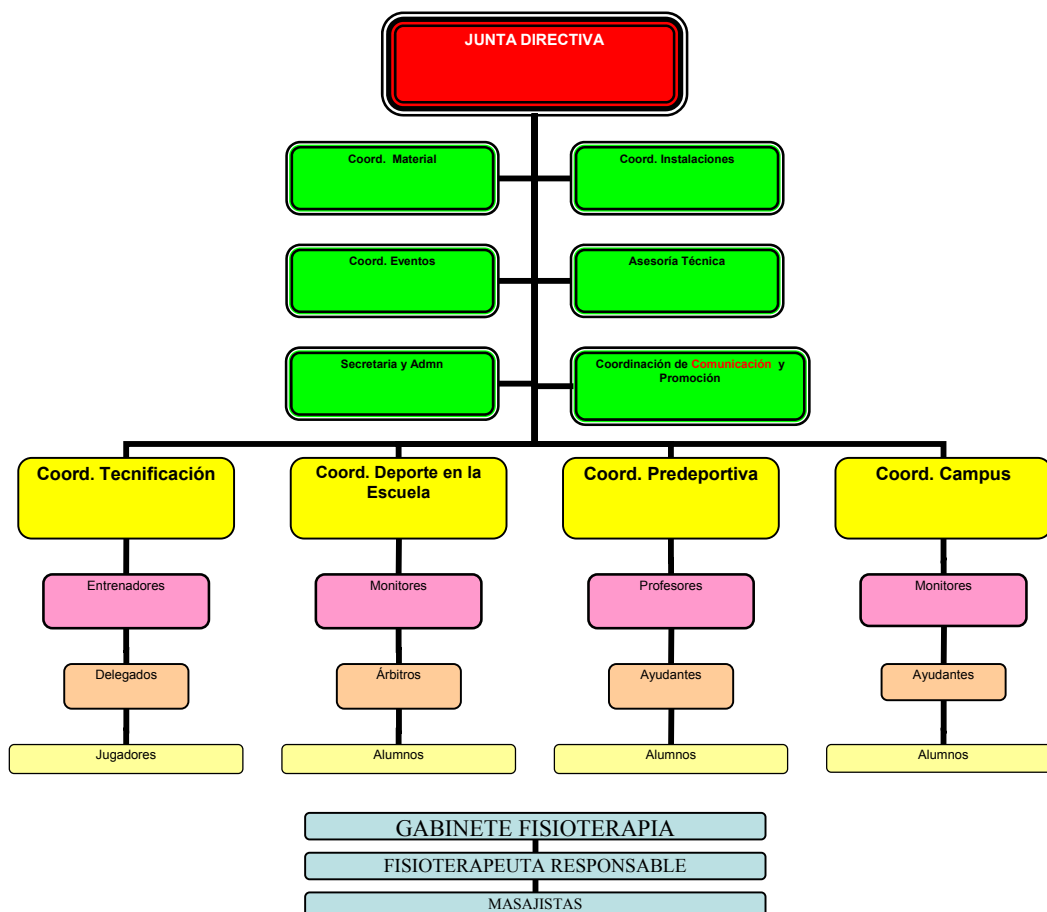 JUNTA DIRECTIVA
Coord. Material
Coord. Instalaciones
Coord. Eventos
Asesoría Técnica
Secretaria y Admn
Coordinación de Comunicación y
Promoción
Coord. Tecnificación
Coord. Deporte en la
Escuela
Coord. Predeportiva
Coord. Campus
Entrenadores
Monitores
Profesores
Monitores
Delegados
Árbitros
Ayudantes
Ayudantes
Jugadores
Alumnos
Alumnos
Alumnos
GABINETE FISIOTERAPIA
FISIOTERAPEUTA RESPONSABLE
MASAJISTAS